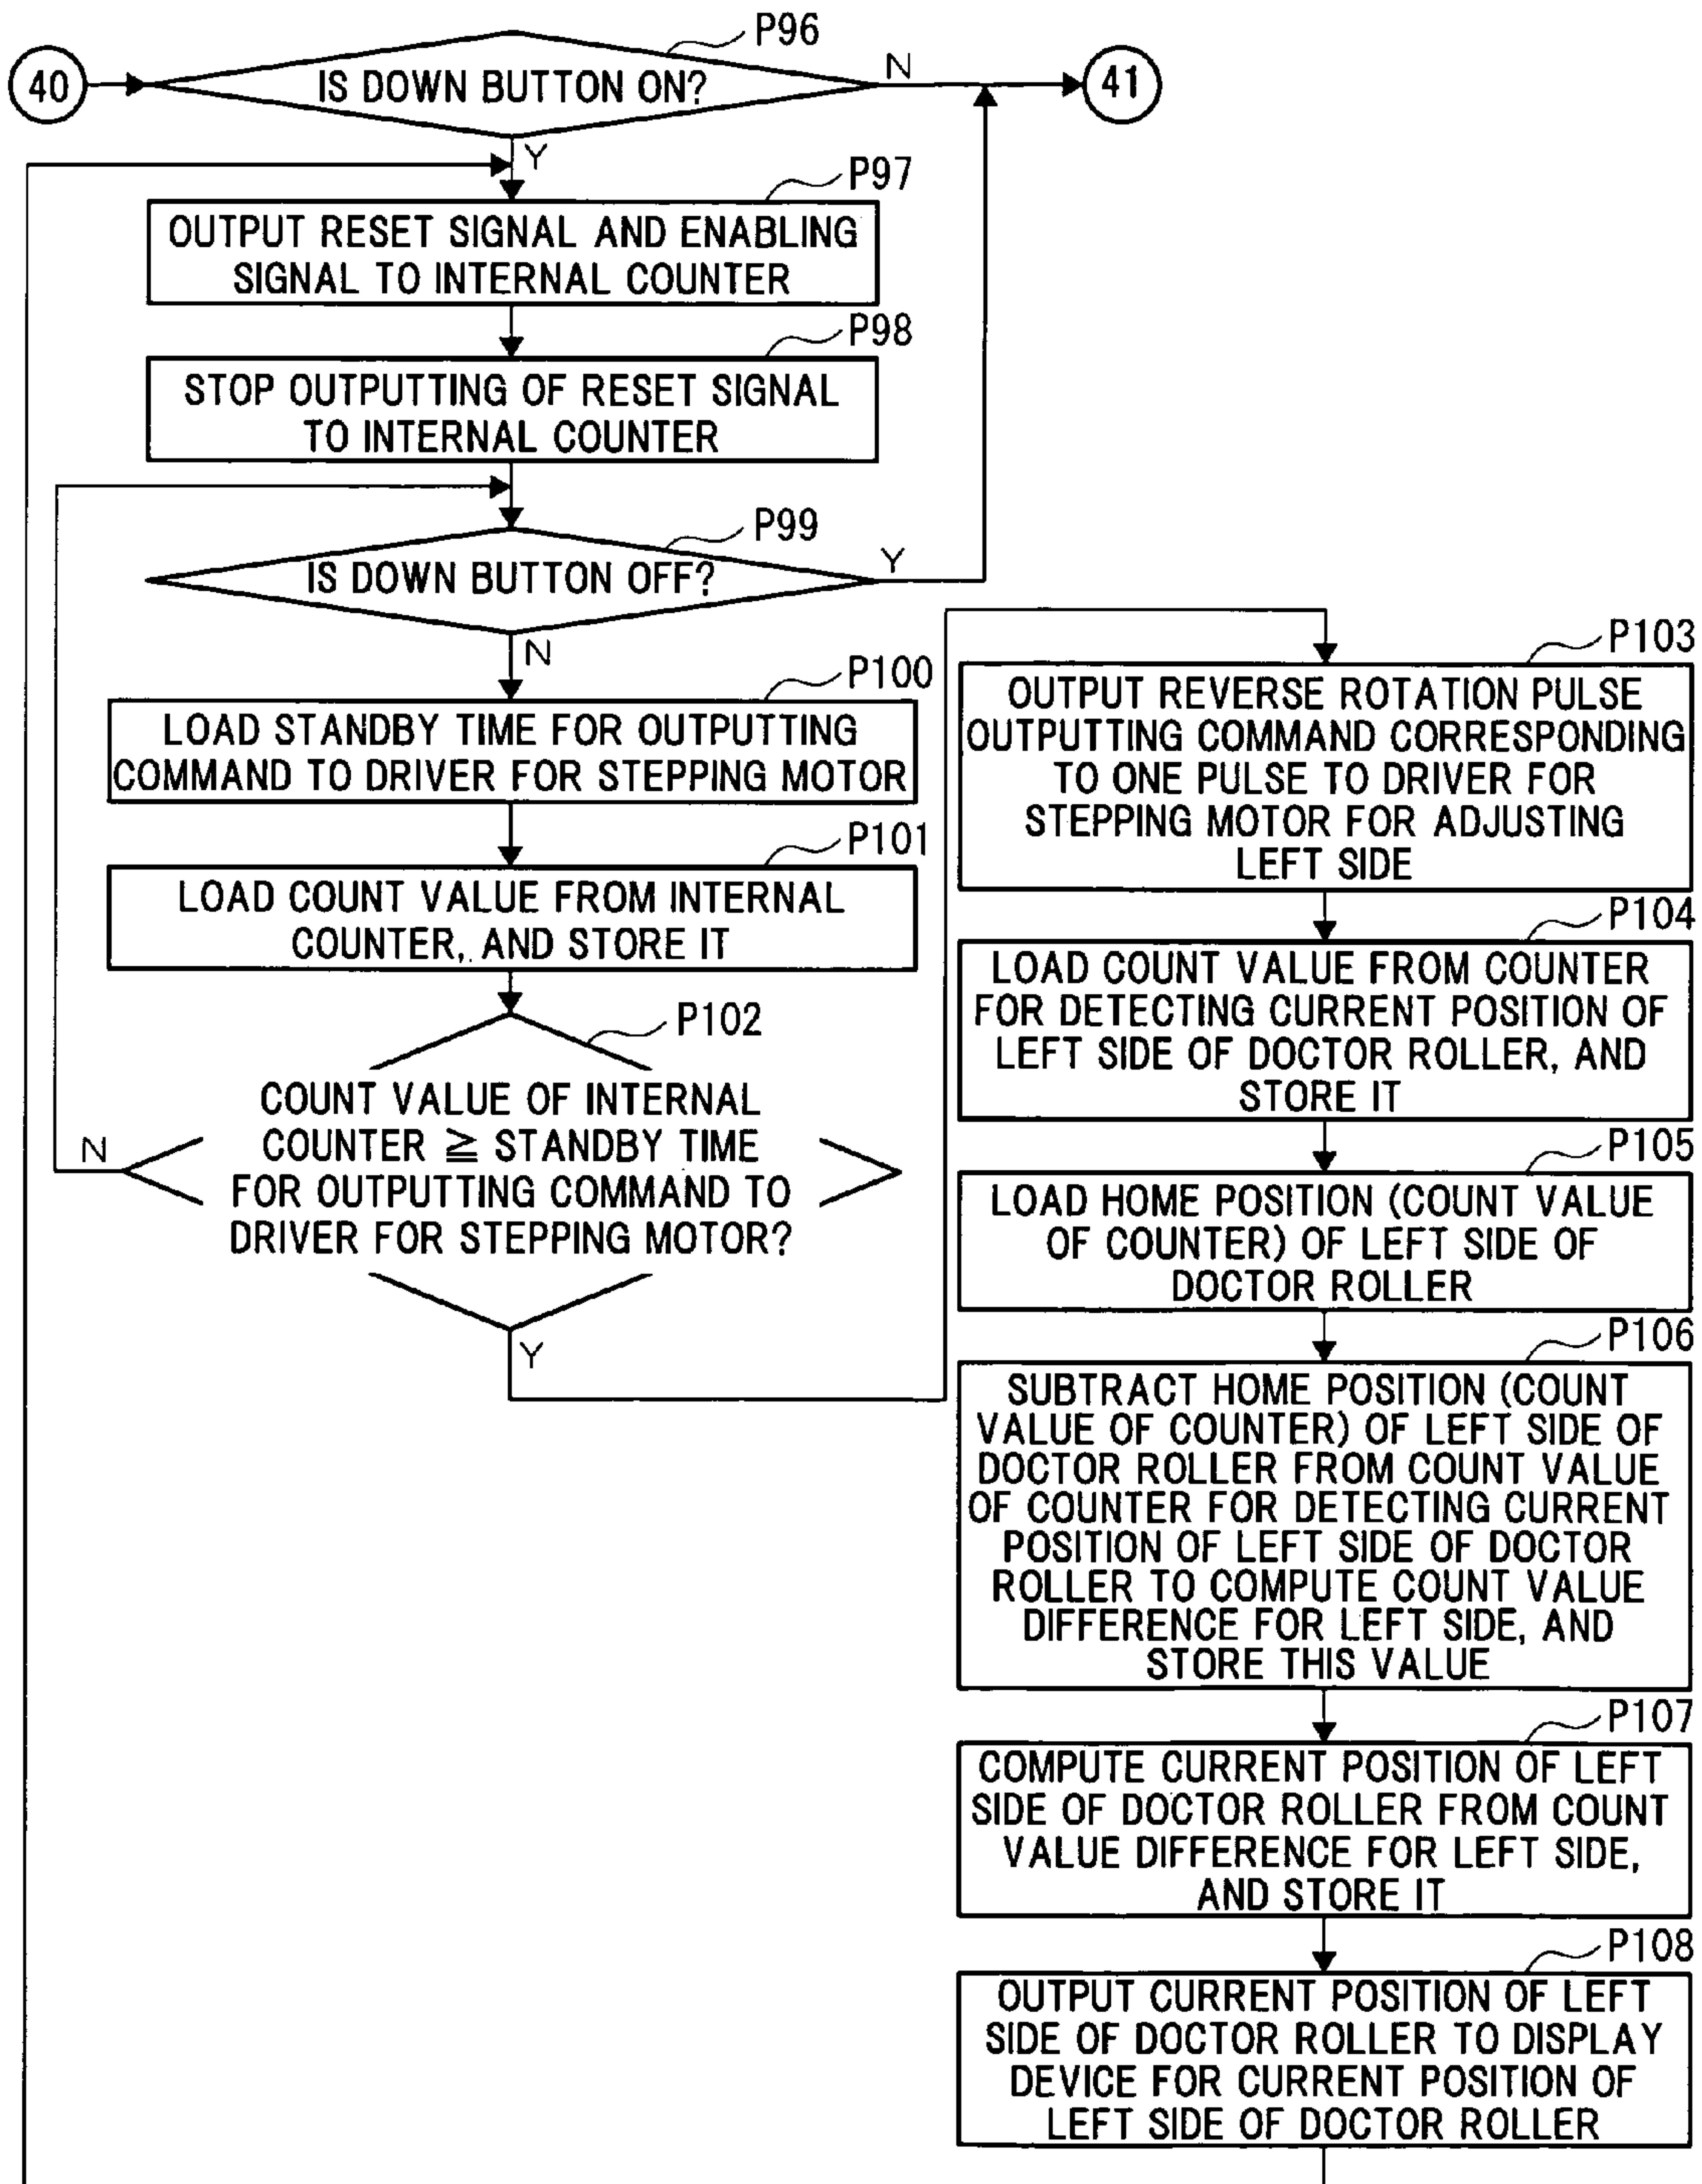 40
IS DOWN BUTTON ON?
P96
N
41
Y
P97
OUTPUT RESET SIGNAL AND ENABLING
SIGNAL TO INTERNAL COUNTER
P98
STOP OUTPUTTING OF RESET SIGNAL
TO INTERNAL COUNTER
P99
IS DOWN BUTTON OFF?
Y
N
P100
LOAD STANDBY TIME FOR OUTPUTTING
COMMAND TO DRIVER FOR STEPPING MOTOR
P101
LOAD COUNT VALUE FROM INTERNAL
COUNTER, AND STORE IT
P102
COUNT VALUE OF INTERNAL
COUNTER ≧ STANDBY TIME
FOR OUTPUTTING COMMAND TO
DRIVER FOR STEPPING MOTOR?
N
Y
P103
OUTPUT REVERSE ROTATION PULSE
OUTPUTTING COMMAND CORRESPONDING
TO ONE PULSE TO DRIVER FOR
STEPPING MOTOR FOR ADJUSTING
LEFT SIDE
P104
LOAD COUNT VALUE FROM COUNTER
FOR DETECTING CURRENT POSITION OF
LEFT SIDE OF DOCTOR ROLLER, AND
STORE IT
P105
LOAD HOME POSITION (COUNT VALUE
OF COUNTER) OF LEFT SIDE OF
DOCTOR ROLLER
P106
SUBTRACT HOME POSITION (COUNT
VALUE OF COUNTER) OF LEFT SIDE OF
DOCTOR ROLLER FROM COUNT VALUE
OF COUNTER FOR DETECTING CURRENT
POSITION OF LEFT SIDE OF DOCTOR
ROLLER TO COMPUTE COUNT VALUE
DIFFERENCE FOR LEFT SIDE, AND
STORE THIS VALUE
P107
COMPUTE CURRENT POSITION OF LEFT
SIDE OF DOCTOR ROLLER FROM COUNT
VALUE DIFFERENCE FOR LEFT SIDE,
AND STORE IT
P108
OUTPUT CURRENT POSITION OF LEFT
SIDE OF DOCTOR ROLLER TO DISPLAY
DEVICE FOR CURRENT POSITION OF
LEFT SIDE OF DOCTOR ROLLER